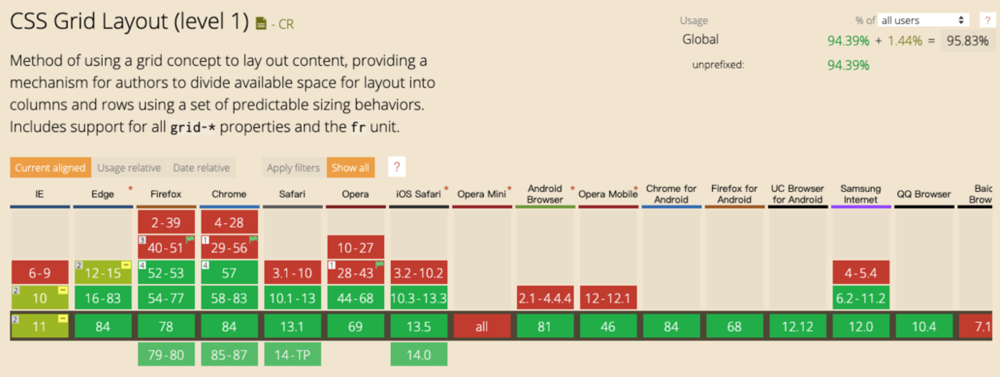 CSS Grid Layout (level 1) - CR
Usage % of all users ?
Global 94.39% + 1.44% = 95.83%
unprefixed: 94.39%
Method of using a grid concept to lay out content, providing a
mechanism for authors to divide available space for layout into
columns and rows using a set of predictable sizing behaviors.
Includes support for all grid-* properties and the fr unit.
Current aligned Usage relative Date relative Apply filters Show all ?
IE Edge * Firefox Chrome Safari Opera iOS Safari * Opera Mini * Android Browser * Opera Mobile * Chrome for Android Firefox for Android UC Browser for Android Samsung Internet QQ Browser Baid Brow
2-39 4-28
3 40-51 1 29-56 10-27
6-9 2 12-15 4 52-53 4 57 3.1-10 1 28-43 3.2-10.2 4-5.4
2 10 16-83 54-77 58-83 10.1-13 44-68 10.3-13.3 2.1-4.4.4 12-12.1 6.2-11.2
2 11 84 78 84 13.1 69 13.5 all 81 46 84 68 12.12 12.0 10.4 7.1
79-80 85-87 14-TP 14.0